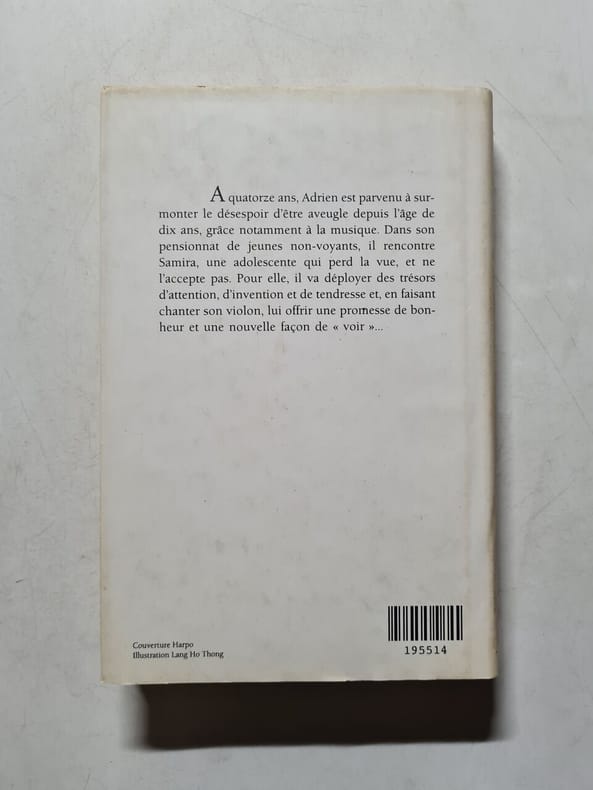 A quatorze ans, Adrien est parvenu à sur-
monter le désespoir d'être aveugle depuis l'âge de
dix ans, grâce notamment à la musique. Dans son
pensionnat de jeunes non-voyants, il rencontre
Samira, une adolescente qui perd la vue, et ne
l'accepte pas. Pour elle, il va déployer des trésors
d'attention, d'invention et de tendresse et, en faisant
chanter son violon, lui offrir une promesse de bon-
heur et une nouvelle façon de « voir »...
Couverture Harpo
Illustration Lang Ho Thong
195514